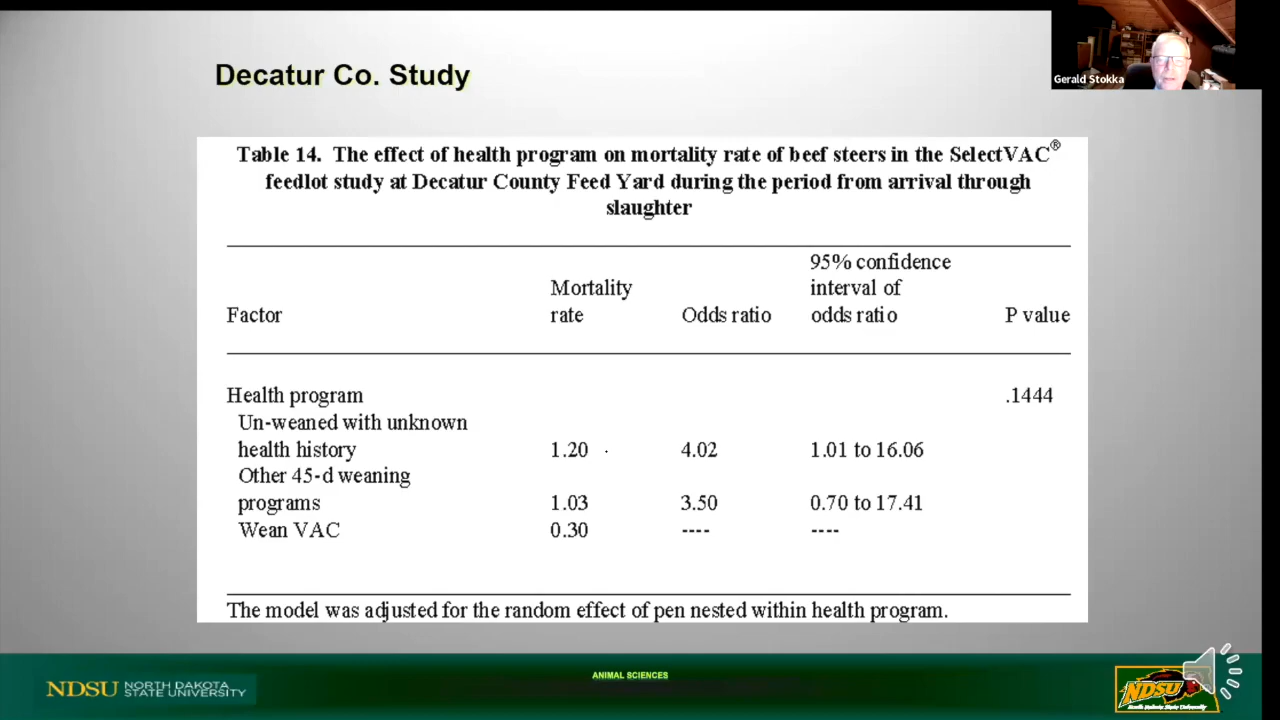 Decatur Co. Study
Gerald Stokka
Table 14. The effect of health program on mortality rate of beef steers in the SelectVAC®
feedlot study at Decatur County Feed Yard during the period from arrival through
slaughter
95% confidence
Mortality interval of
Factor rate Odds ratio odds ratio P value
Health program .1444
Un-weaned with unknown
health history 1.20 4.02 1.01 to 16.06
Other 45-d weaning
programs 1.03 3.50 0.70 to 17.41
Wean VAC 0.30 ---- ----
The model was adjusted for the random effect of pen nested within health program.
NDSU NORTH DAKOTA
STATE UNIVERSITY
ANIMAL SCIENCES
NDSU
North Dakota State University